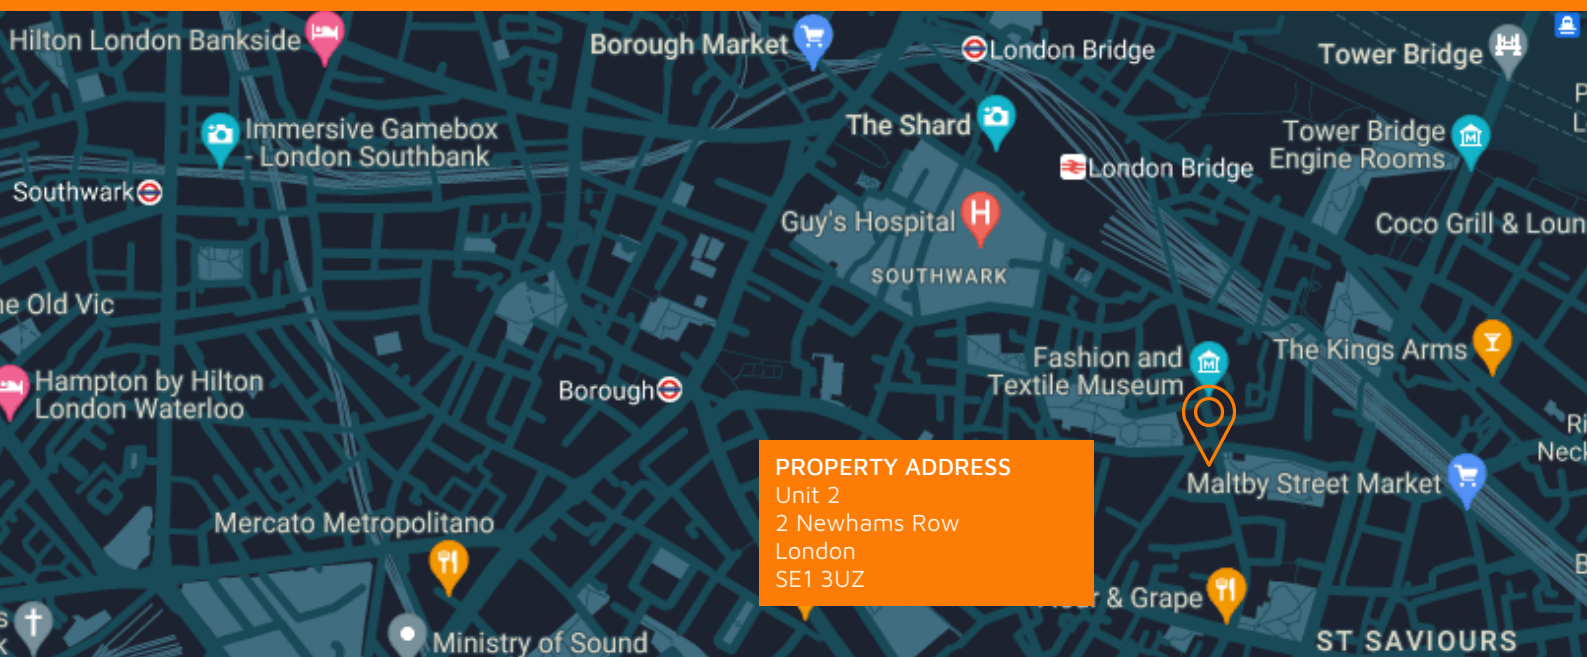 Hilton London Bankside
Borough Market
London Bridge
Tower Bridge
Immersive Gamebox
- London Southbank
The Shard
Tower Bridge
Engine Rooms
London Bridge
Southwark
Guy's Hospital
Coco Grill & Loun
SOUTHWARK
Old Vic
The Kings Arms
Fashion and
Textile Museum
Hampton by Hilton
London Waterloo
Borough
PROPERTY ADDRESS
Unit 2
2 Newhams Row
London
SE1 3UZ
Maltby Street Market
Mercato Metropolitano
& Grape
Ministry of Sound
ST SAVIOURS